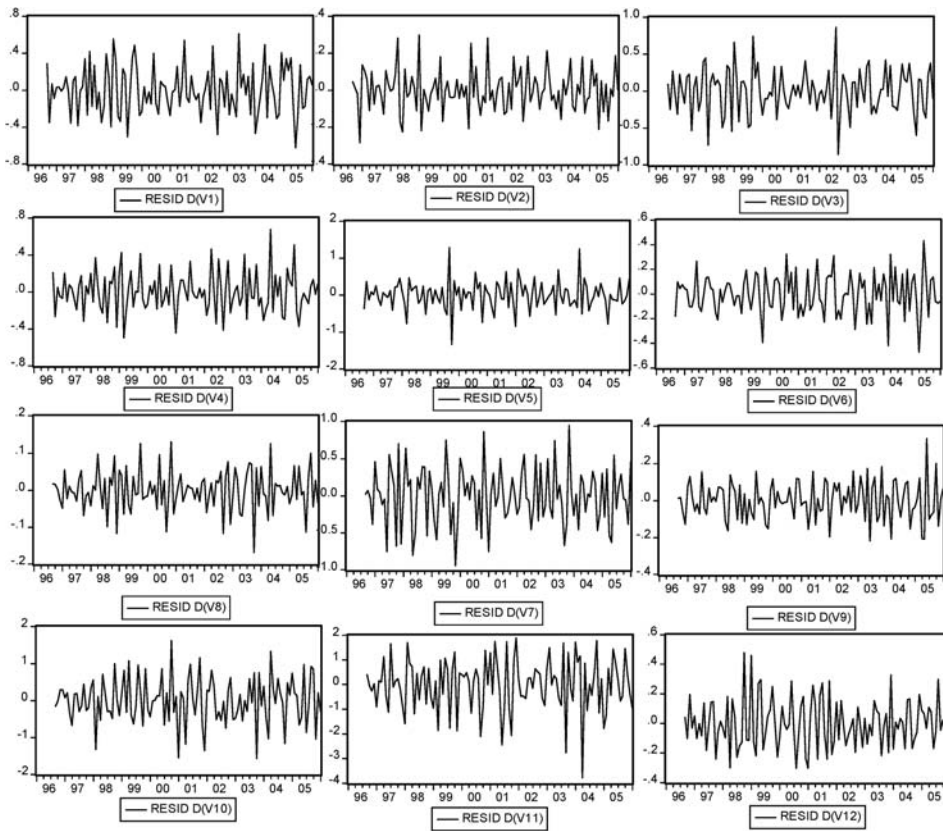 .8
.4
.0
-.4
-.8
96 97 98 99 00 01 02 03 04 05
RESID D(V1)
.4
.2
.0
.2
.4
96 97 98 99 00 01 02 03 04 05
RESID D(V2)
1.0
0.5
0.0
-0.5
-1.0
96 97 98 99 00 01 02 03 04 05
RESID D(V3)
.8
.4
.0
-.4
-.8
96 97 98 99 00 01 02 03 04 05
RESID D(V4)
2
1
0
-1
-2
96 97 98 99 00 01 02 03 04 05
RESID D(V5)
.6
.4
.2
.0
-.2
-.4
-.6
96 97 98 99 00 01 02 03 04 05
RESID D(V6)
.2
.1
.0
-.1
-.2
96 97 98 99 00 01 02 03 04 05
RESID D(V8)
1.0
0.5
0.0
0.5
1.0
96 97 98 99 00 01 02 03 04 05
RESID D(V7)
.4
.2
.0
-.2
-.4
96 97 98 99 00 01 02 03 04 05
RESID D(V9)
2
1
0
-1
-2
96 97 98 99 00 01 02 03 04 05
RESID D(V10)
2
1
0
-1
-2
-3
-4
96 97 98 99 00 01 02 03 04 05
RESID D(V11)
.6
.4
.2
.0
-.2
-.4
96 97 98 99 00 01 02 03 04 05
RESID D(V12)